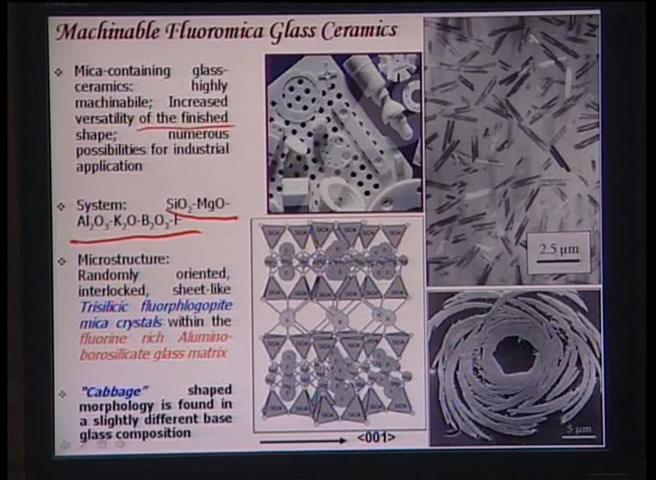 Machinable Fluoromica Glass Ceramics
Mica-containing glass-
ceramics: highly
machinable; Increased
versatility of the finished
shape; numerous
possibilities for industrial
application
System: SiO2-MgO-
Al2O3-K2O-B2O3-F
Microstructure:
Randomly oriented,
interlocked, sheet-like
Trisilicic fluorphlogopite
mica crystals within the
fluorine rich Alumino-
borosilicate glass matrix
"Cabbage" shaped
morphology is found in
a slightly different base
glass composition
2.5 µm
5 µm
<001>